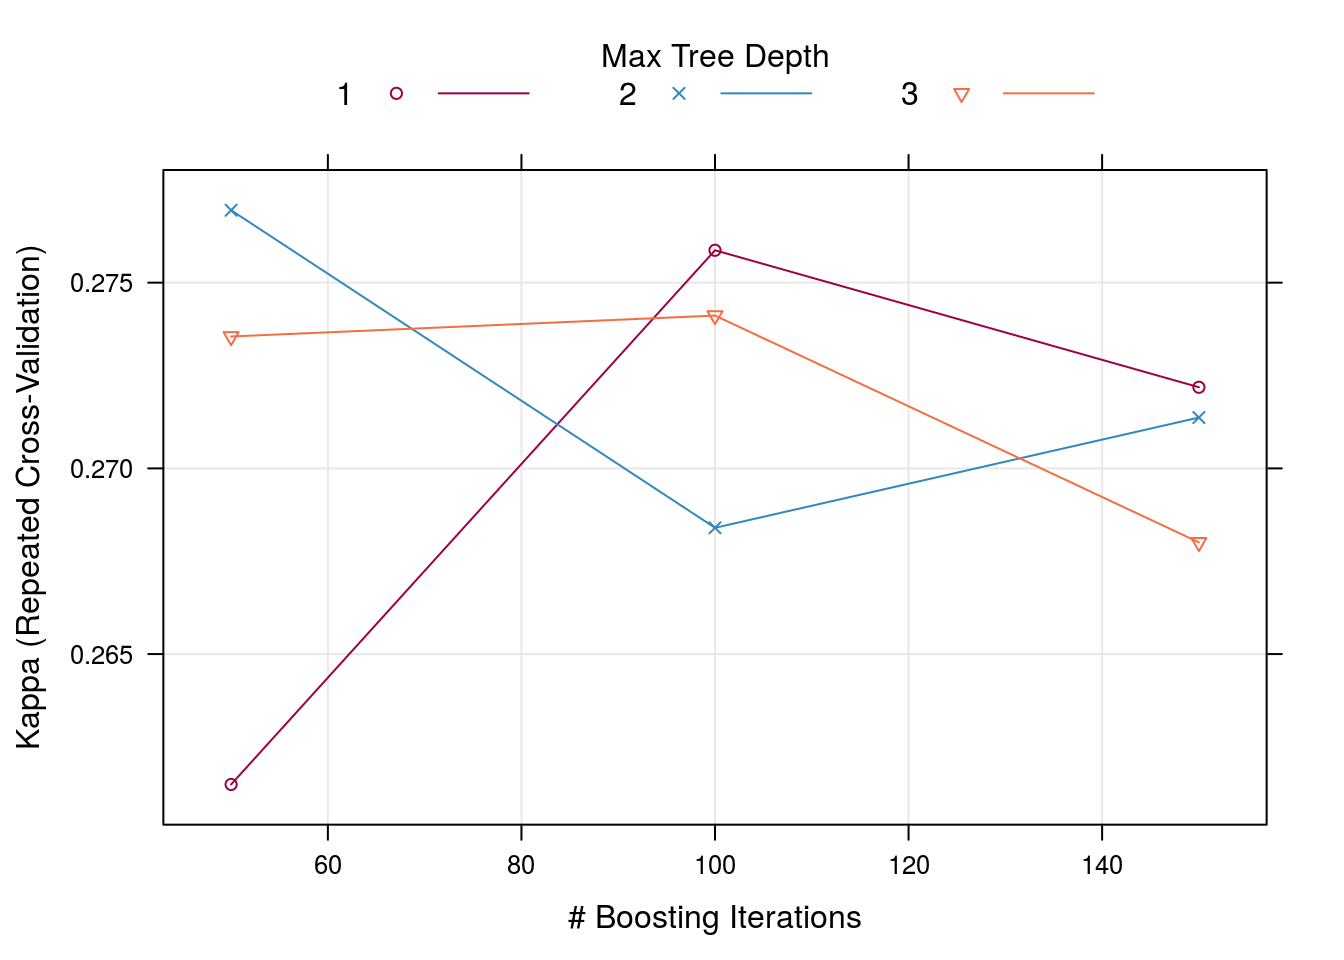 Max Tree Depth
1 2 3
0.275
0.270
0.265
Kappa (Repeated Cross-Validation)
60 80 100 120 140
# Boosting Iterations